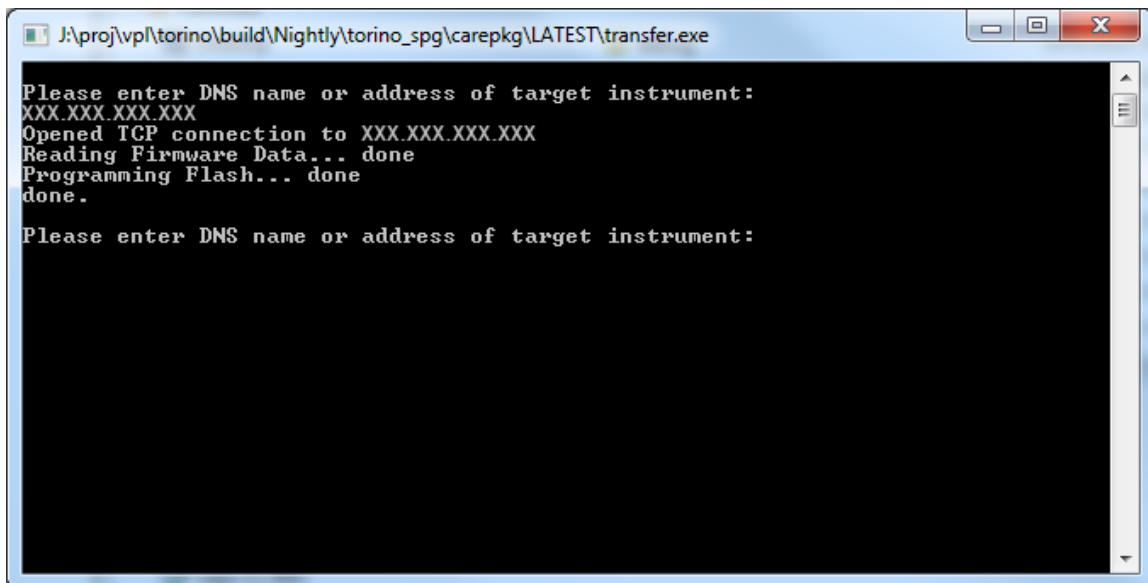 J:\proj\vpl\torino\build\Nightly\torino_spg\carepkg\LATEST\transfer.exe
Please enter DNS name or address of target instrument:
XXX.XXX.XXX.XXX
Opened TCP connection to XXX.XXX.XXX.XXX
Reading Firmware Data... done
Programming Flash... done
done.
Please enter DNS name or address of target instrument: